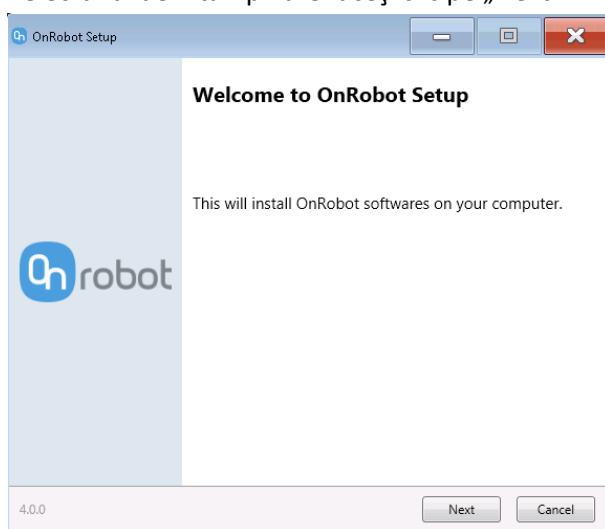 OnRobot Setup
Welcome to OnRobot Setup
This will install OnRobot softwares on your computer.
On robot
4.0.0
Next
Cancel